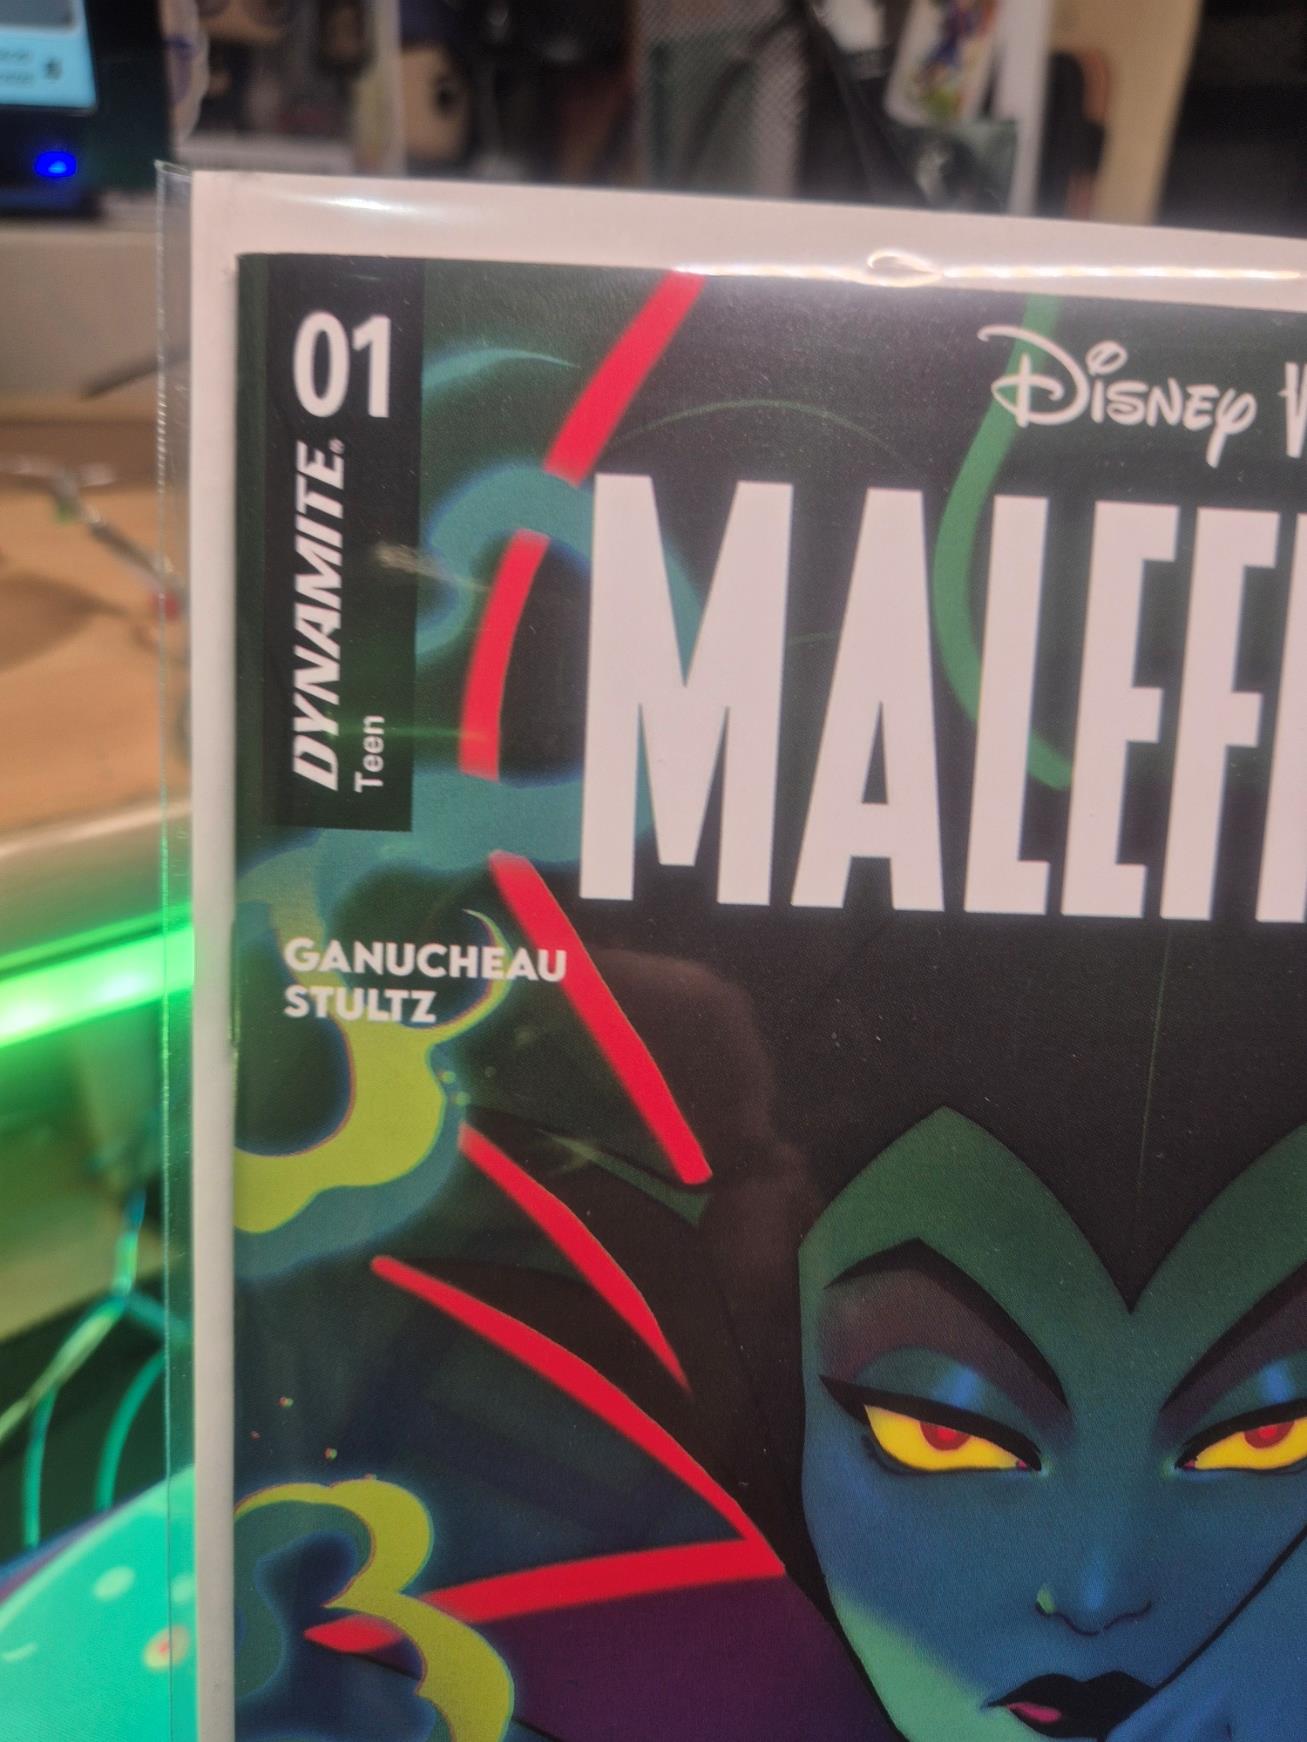 01
DYNAMITE®
Teen
DISNEY
MALEF
GANUCHEAU
STULTZ